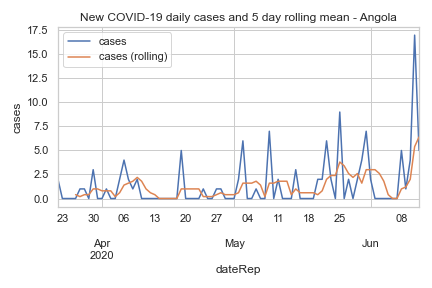 New COVID-19 daily cases and 5 day rolling mean - Angola
cases
cases (rolling)
17.5
15.0
12.5
10.0
7.5
5.0
2.5
0.0
cases
23 30 06 13 20 27 04 11 18 25 08
Apr May Jun
2020
dateRep